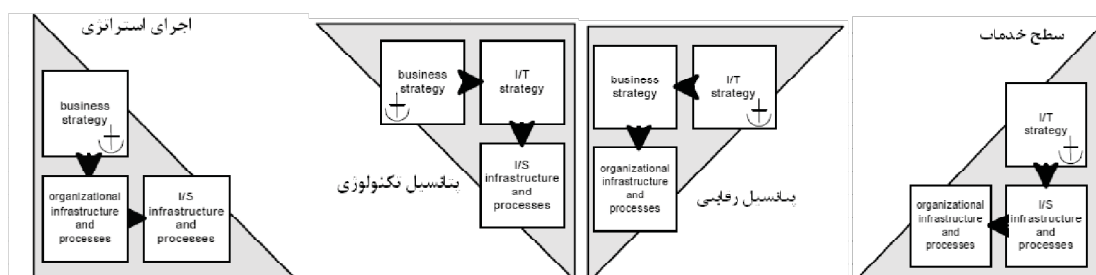 اجرای استراتژی
business
strategy
organizational
infrastructure
and
processes
I/S
infrastructure
and
processes
business
strategy
I/T
strategy
I/S
infrastructure
and
processes
پتانسیل تکنولوژی
business
strategy
I/T
strategy
organizational
infrastructure
and
processes
پتانسیل رقابتی
سطح خدمات
I/T
strategy
organizational
infrastructure
and
processes
I/S
infrastructure
and
processes